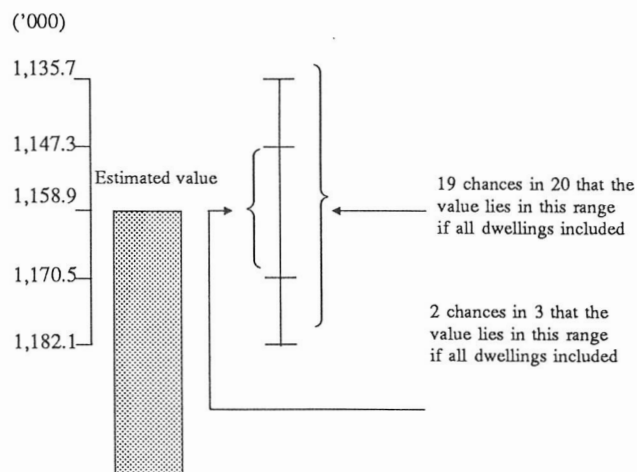 ('000)
1,135.7
1,147.3
Estimated value
1,158.9
1,170.5
1,182.1
19 chances in 20 that the
value lies in this range
if all dwellings included
2 chances in 3 that the
value lies in this range
if all dwellings included